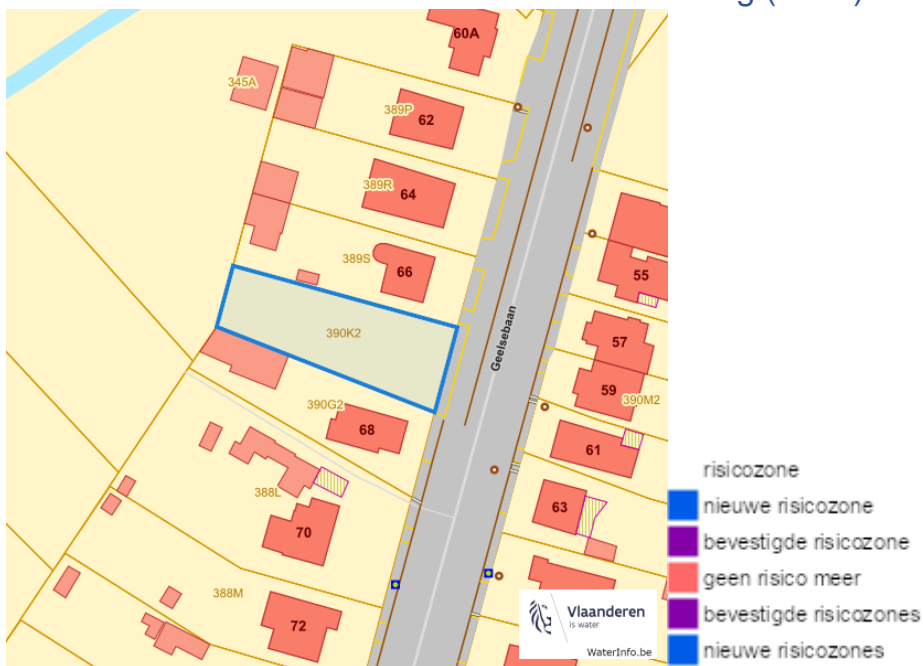 60A
345A
389P
62
389R
64
389S
66
55
390K2
Geelsebaan
57
59
390M2
390G2
68
61
388L
63
70
388M
72
Vlaanderen
is water
WaterInfo.be
risicozone
nieuwe risicozone
bevestigde risicozone
geen risico meer
bevestigde risicozones
nieuwe risicozones